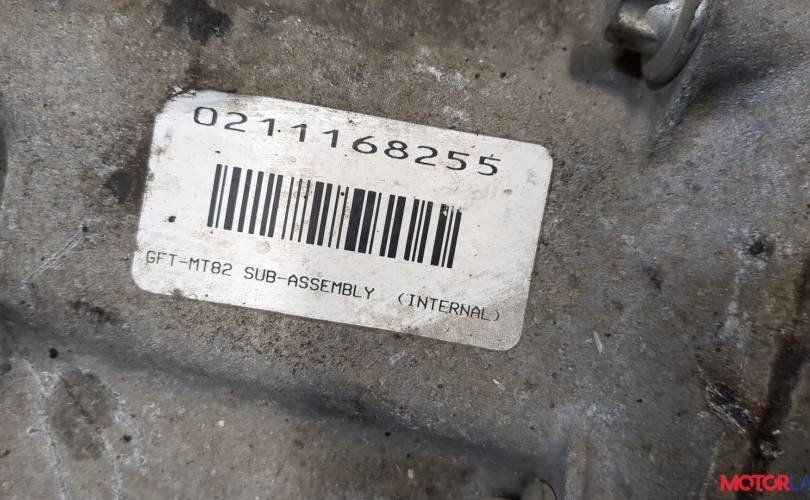 0211168255
GFT-MT82 SUB-ASSEMBLY (INTERNAL)
MOTOR